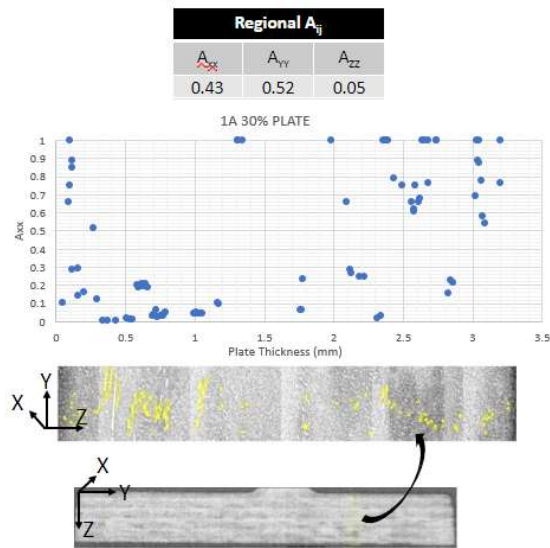 Regional Aij
Axx AYY AZZ
0.43 0.52 0.05
1A 30% PLATE
1
0.9
0.8
0.7
0.6
0.5
0.4
0.3
0.2
0.1
0
Axx
0 0.5 1 1.5 2 2.5 3 3.5
Plate Thickness (mm)
Y
X
Z
X
Y
Z